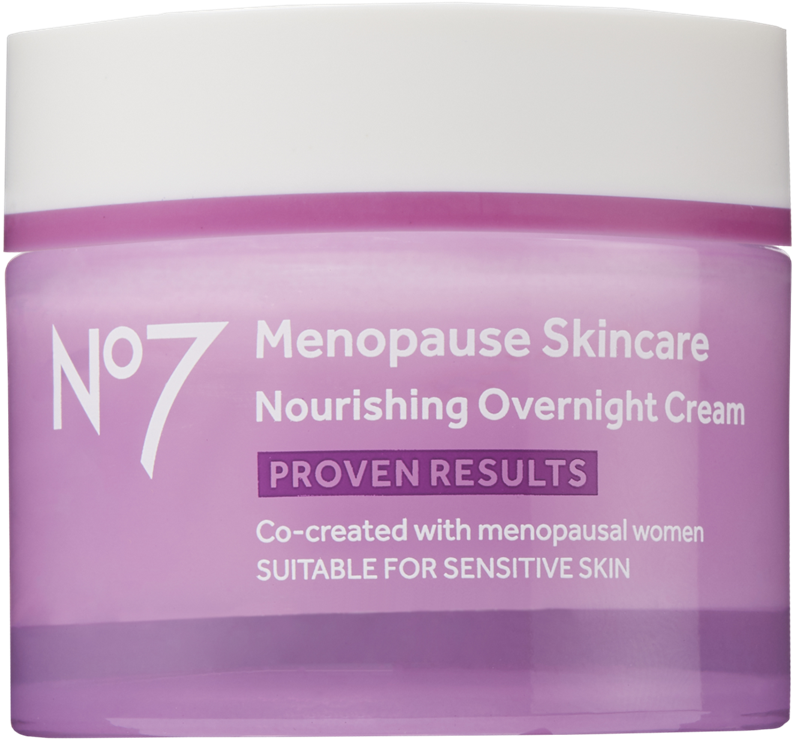 No7
Menopause Skincare
Nourishing Overnight Cream
PROVEN RESULTS
Co-created with menopausal women
SUITABLE FOR SENSITIVE SKIN